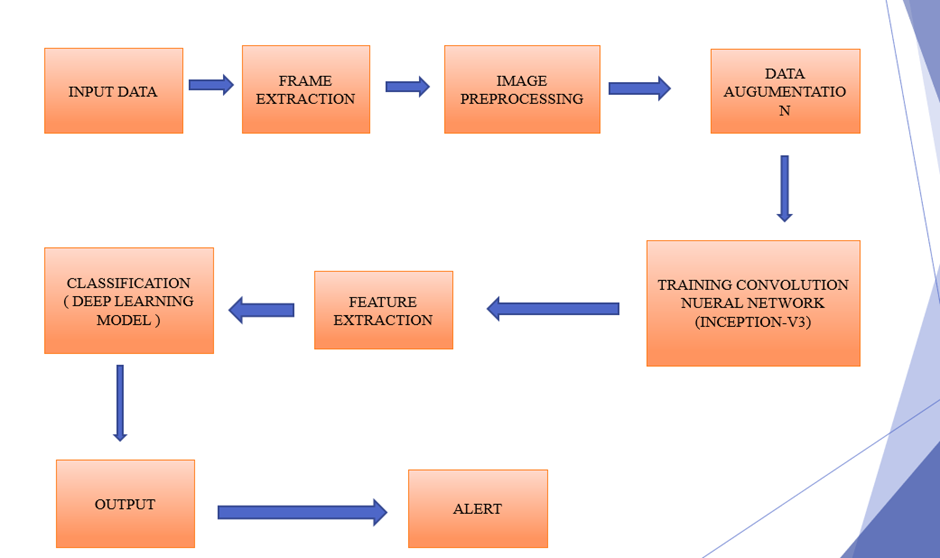 INPUT DATA
FRAME
EXTRACTION
IMAGE
PREPROCESSING
DATA
AUGUMENTATIO
N
TRAINING CONVOLUTION
NUERAL NETWORK
(INCEPTION-V3)
FEATURE
EXTRACTION
CLASSIFICATION
( DEEP LEARNING
MODEL )
OUTPUT
ALERT